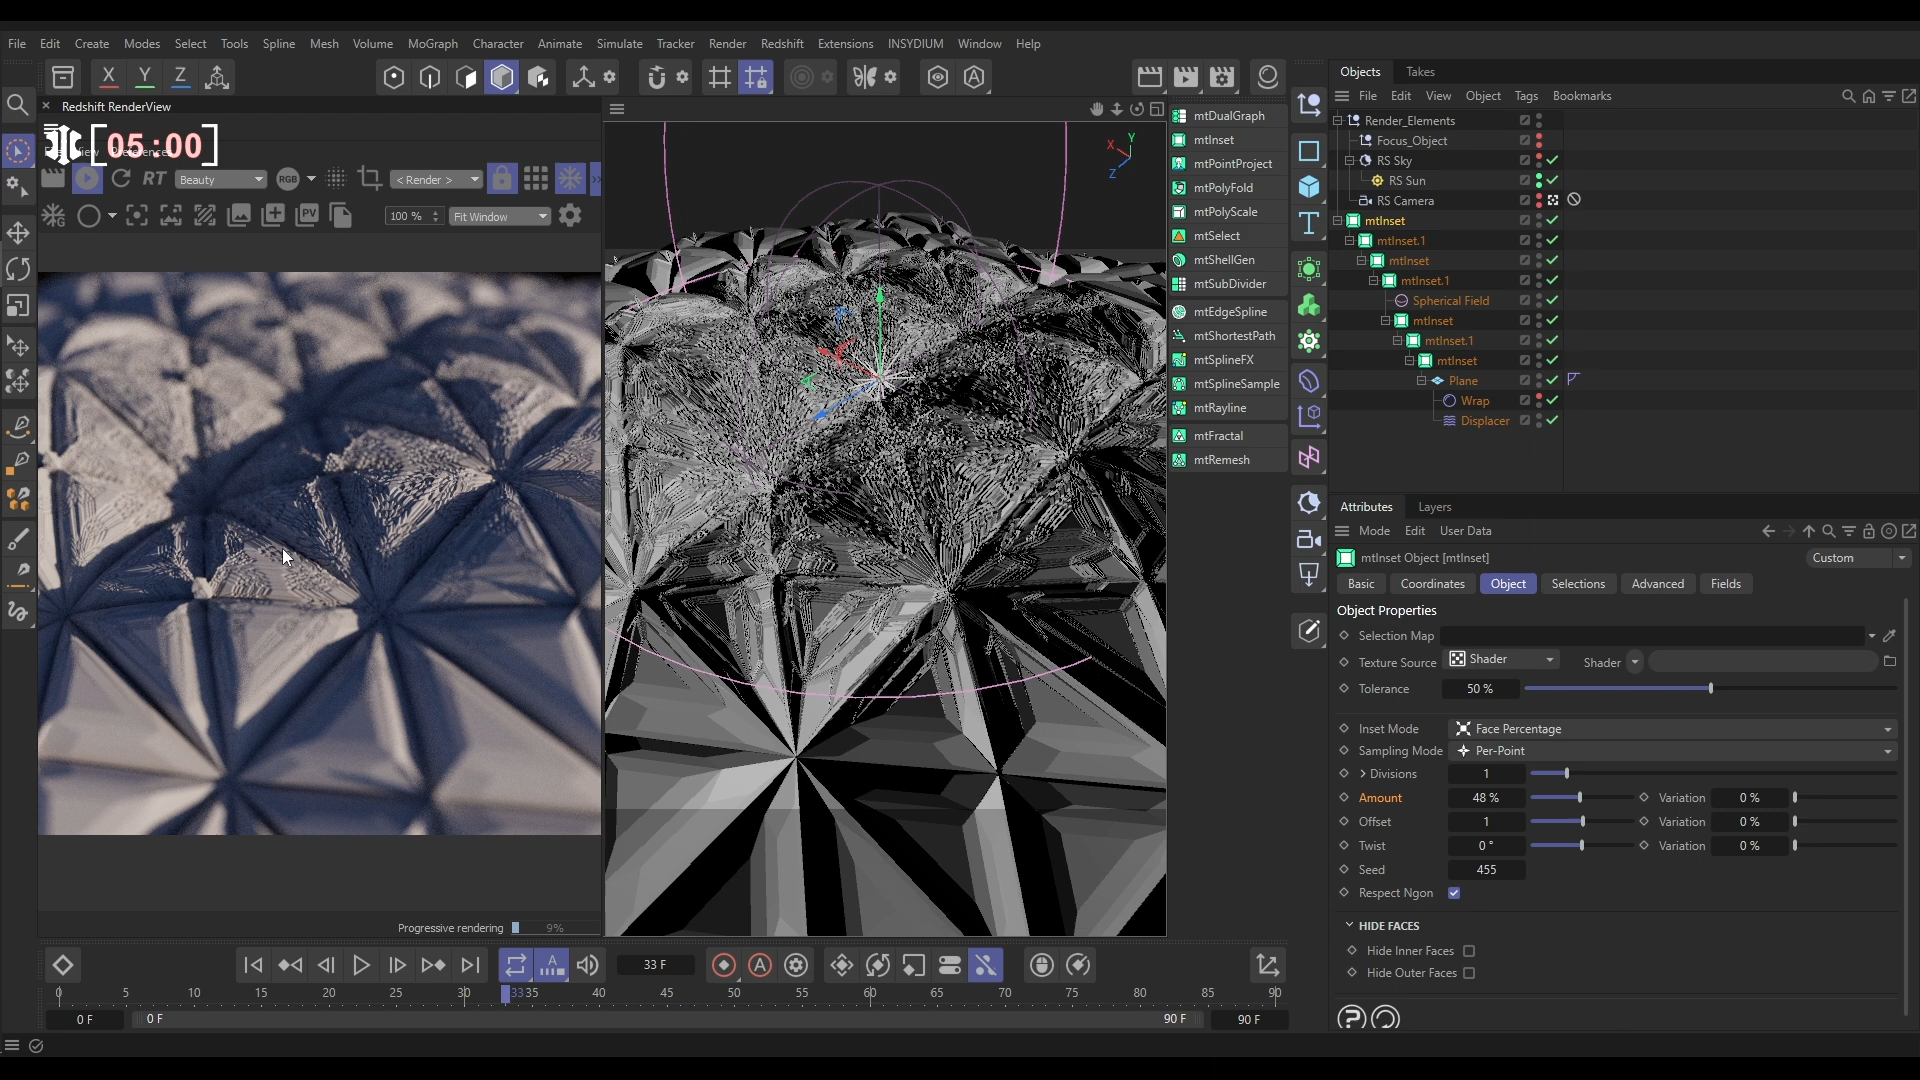 File Edit Create Modes Select Tools Spline Mesh Volume MoGraph Character Animate Simulate Tracker Render Redshift Extensions INSYDIUM Window Help
X Y Z
Redshift RenderView
[05:00]
RT Beauty RGB < Render >
PV 100 % Fit Window
Progressive rendering 9%
Y
X
Z
mtDualGraph
mtInset
mtPointProject
mtPolyFold
mtPolyScale
mtSelect
mtShellGen
mtSubDivider
mtEdgeSpline
mtShortestPath
mtSplineFX
mtSplineSample
mtRayline
mtFractal
mtRemesh
Objects Takes
File Edit View Object Tags Bookmarks
Render_Elements
Focus_Object
RS Sky
RS Sun
RS Camera
mtInset
mtInset.1
mtInset
mtInset.1
Spherical Field
mtInset
mtInset.1
mtInset
Plane
Wrap
Displacer
Attributes Layers
Mode Edit User Data
mtInset Object [mtInset] Custom
Basic Coordinates Object Selections Advanced Fields
Object Properties
Selection Map
Texture Source Shader Shader
Tolerance 50 %
Inset Mode Face Percentage
Sampling Mode Per-Point
Divisions 1
Amount 48 % Variation 0 %
Offset 1 Variation 0 %
Twist 0 ° Variation 0 %
Seed 455
Respect Ngon
HIDE FACES
Hide Inner Faces
Hide Outer Faces
33 F
0 5 10 15 20 25 30 33 35 40 45 50 55 60 65 70 75 80 85 90
0 F 0 F 90 F 90 F